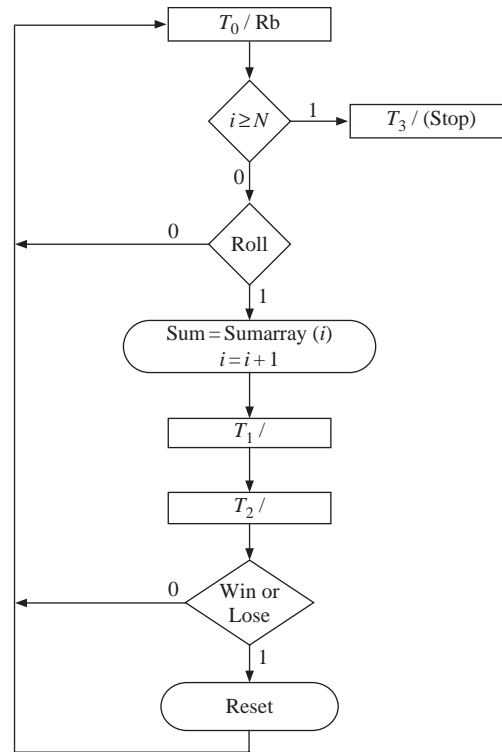 T₀ / Rb
i ≥ N
1
T₃ / (Stop)
0
0
Roll
1
Sum = Sumarray (i)
i = i + 1
T₁ /
T₂ /
0
Win or
Lose
1
Reset